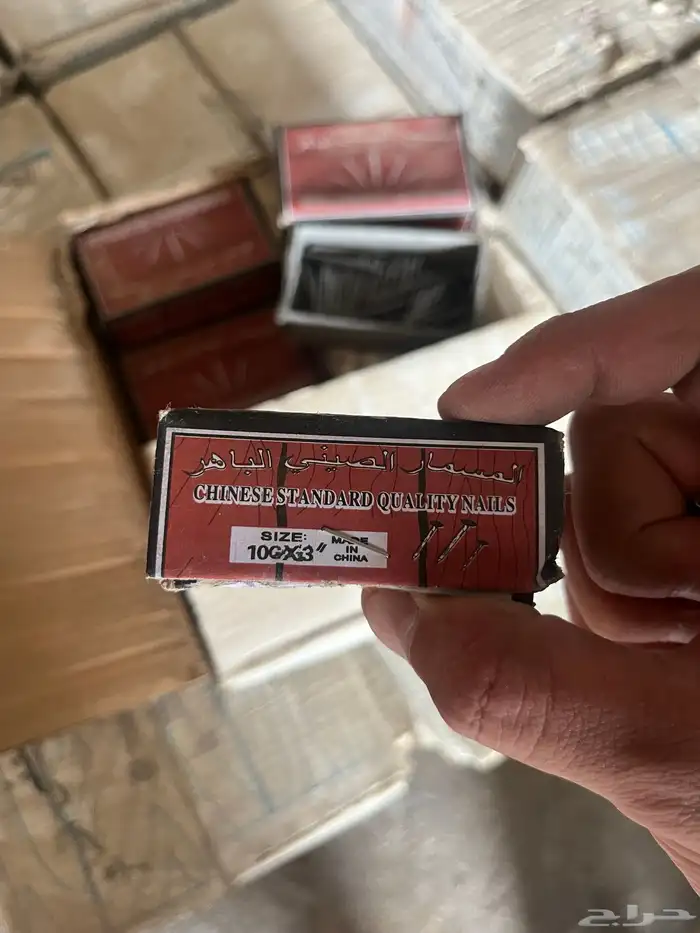 المسمار الصيني الباهر
CHINESE STANDARD QUALITY NAILS
SIZE:
10GX3"
MADE
IN
CHINA
حراج